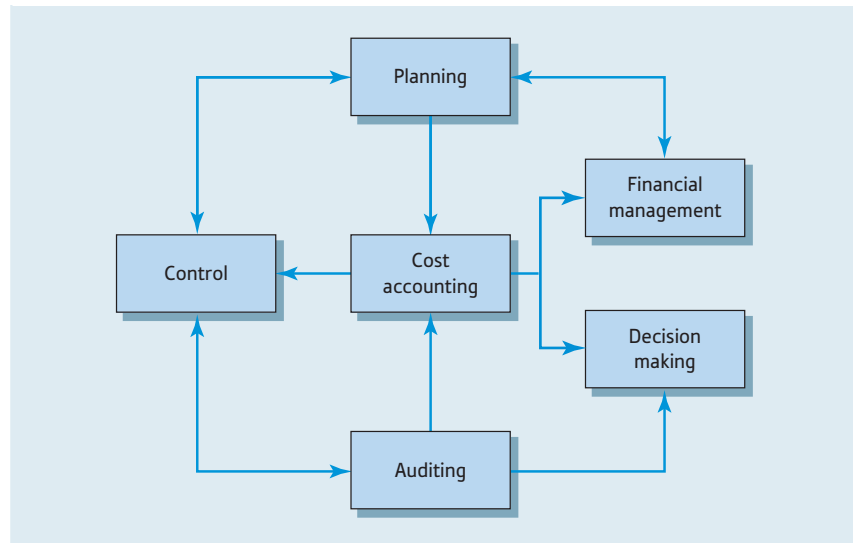 Planning
Financial
management
Control
Cost
accounting
Decision
making
Auditing